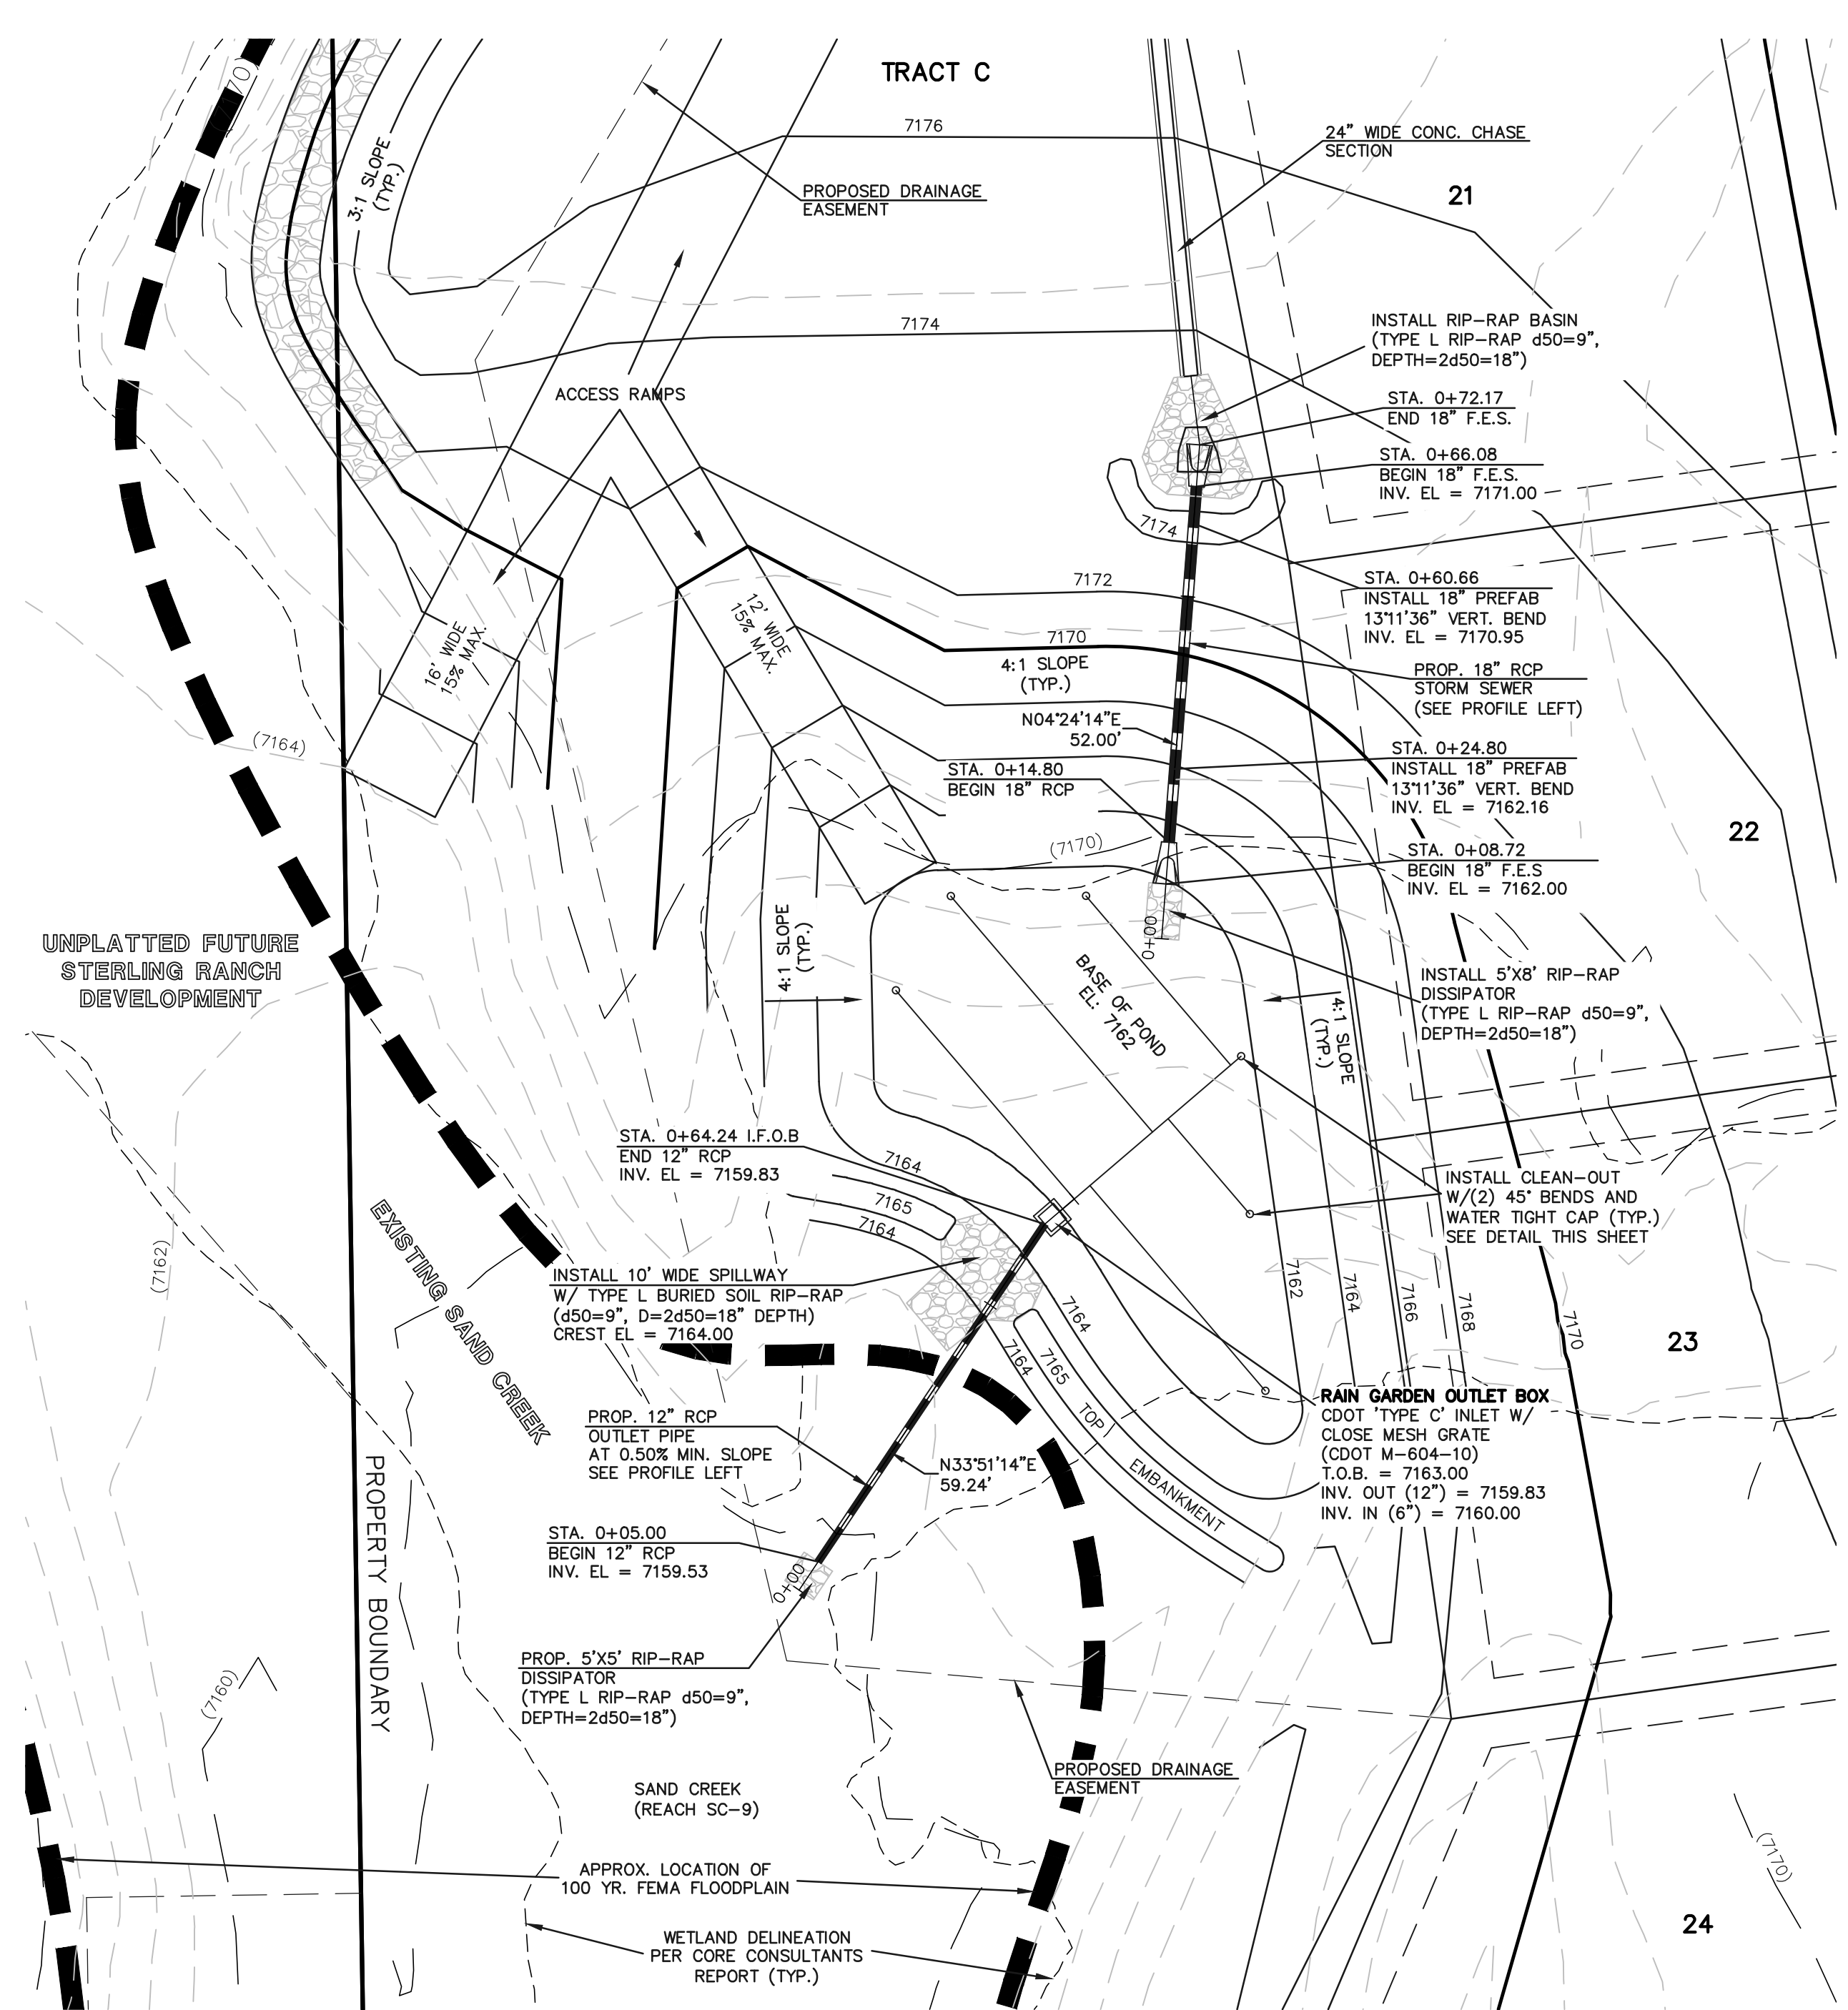 (7170)
TRACT C
7176
24" WIDE CONC. CHASE
SECTION
3:1 SLOPE
(TYP.)
PROPOSED DRAINAGE
EASEMENT
21
7174
INSTALL RIP-RAP BASIN
(TYPE L RIP-RAP d50=9",
DEPTH=2d50=18")
ACCESS RAMPS
STA. 0+72.17
END 18" F.E.S.
STA. 0+66.08
BEGIN 18" F.E.S.
INV. EL = 7171.00
7174
7172
STA. 0+60.66
INSTALL 18" PREFAB
13°11'36" VERT. BEND
INV. EL = 7170.95
12' WIDE
15% MAX.
16' WIDE
15% MAX.
7170
4:1 SLOPE
(TYP.)
PROP. 18" RCP
STORM SEWER
(SEE PROFILE LEFT)
N04°24'14"E
52.00'
(7164)
STA. 0+24.80
INSTALL 18" PREFAB
13°11'36" VERT. BEND
INV. EL = 7162.16
STA. 0+14.80
BEGIN 18" RCP
22
(7170)
STA. 0+08.72
BEGIN 18" F.E.S
INV. EL = 7162.00
UNPLATTED FUTURE
STERLING RANCH
DEVELOPMENT
4:1 SLOPE
(TYP.)
0+00
BASE OF POND
EL: 7162
INSTALL 5'X8' RIP-RAP
DISSIPATOR
(TYPE L RIP-RAP d50=9",
DEPTH=2d50=18")
4:1 SLOPE
(TYP.)
STA. 0+64.24 I.F.O.B
END 12" RCP
INV. EL = 7159.83
7164
7165
7164
INSTALL CLEAN-OUT
W/(2) 45° BENDS AND
WATER TIGHT CAP (TYP.)
SEE DETAIL THIS SHEET
(7162)
EXISTING SAND CREEK
INSTALL 10' WIDE SPILLWAY
W/ TYPE L BURIED SOIL RIP-RAP
(d50=9", D=2d50=18" DEPTH)
CREST EL = 7164.00
7162
7164
7166
7168
7170
7164
7164
7165
23
TOP
EMBANKMENT
RAIN GARDEN OUTLET BOX
CDOT 'TYPE C' INLET W/
CLOSE MESH GRATE
(CDOT M-604-10)
T.O.B. = 7163.00
INV. OUT (12") = 7159.83
INV. IN (6") = 7160.00
PROP. 12" RCP
OUTLET PIPE
AT 0.50% MIN. SLOPE
SEE PROFILE LEFT
N33°51'14"E
59.24'
PROPERTY BOUNDARY
STA. 0+05.00
BEGIN 12" RCP
INV. EL = 7159.53
0+00
PROP. 5'X5' RIP-RAP
DISSIPATOR
(TYPE L RIP-RAP d50=9",
DEPTH=2d50=18")
(7160)
PROPOSED DRAINAGE
EASEMENT
SAND CREEK
(REACH SC-9)
(7170)
APPROX. LOCATION OF
100 YR. FEMA FLOODPLAIN
24
WETLAND DELINEATION
PER CORE CONSULTANTS
REPORT (TYP.)